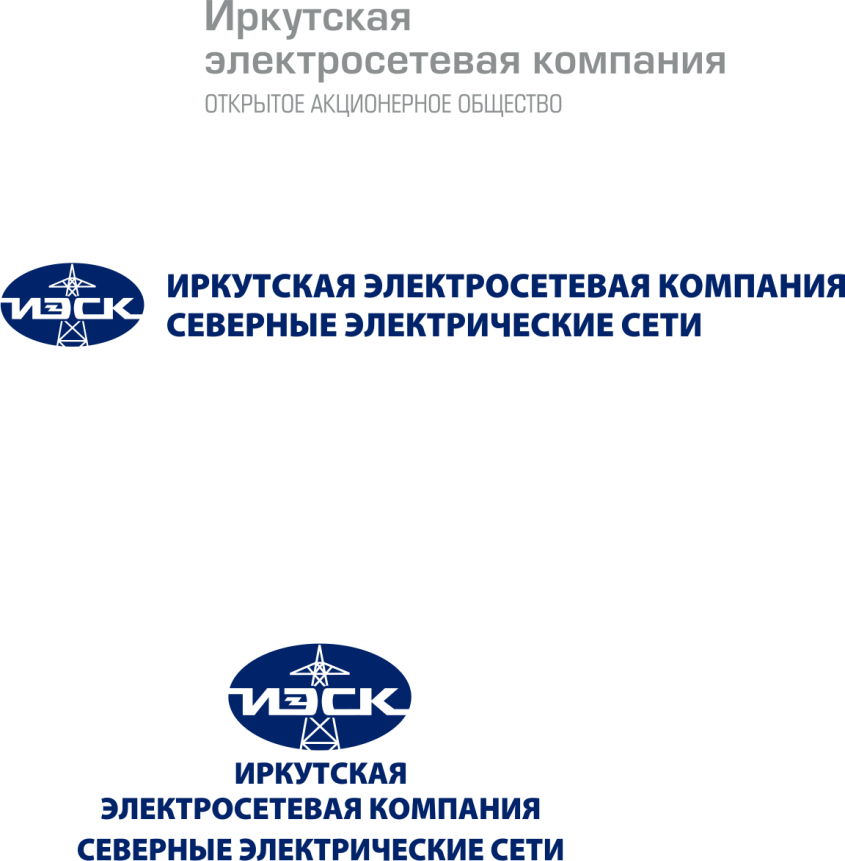 Иркутская
электросетевая компания
ОТКРЫТОЕ АКЦИОНЕРНОЕ ОБЩЕСТВО
ИЭСК
ИРКУТСКАЯ ЭЛЕКТРОСЕТЕВАЯ КОМПАНИЯ
СЕВЕРНЫЕ ЭЛЕКТРИЧЕСКИЕ СЕТИ
ИЭСК
ИРКУТСКАЯ
ЭЛЕКТРОСЕТЕВАЯ КОМПАНИЯ
СЕВЕРНЫЕ ЭЛЕКТРИЧЕСКИЕ СЕТИ